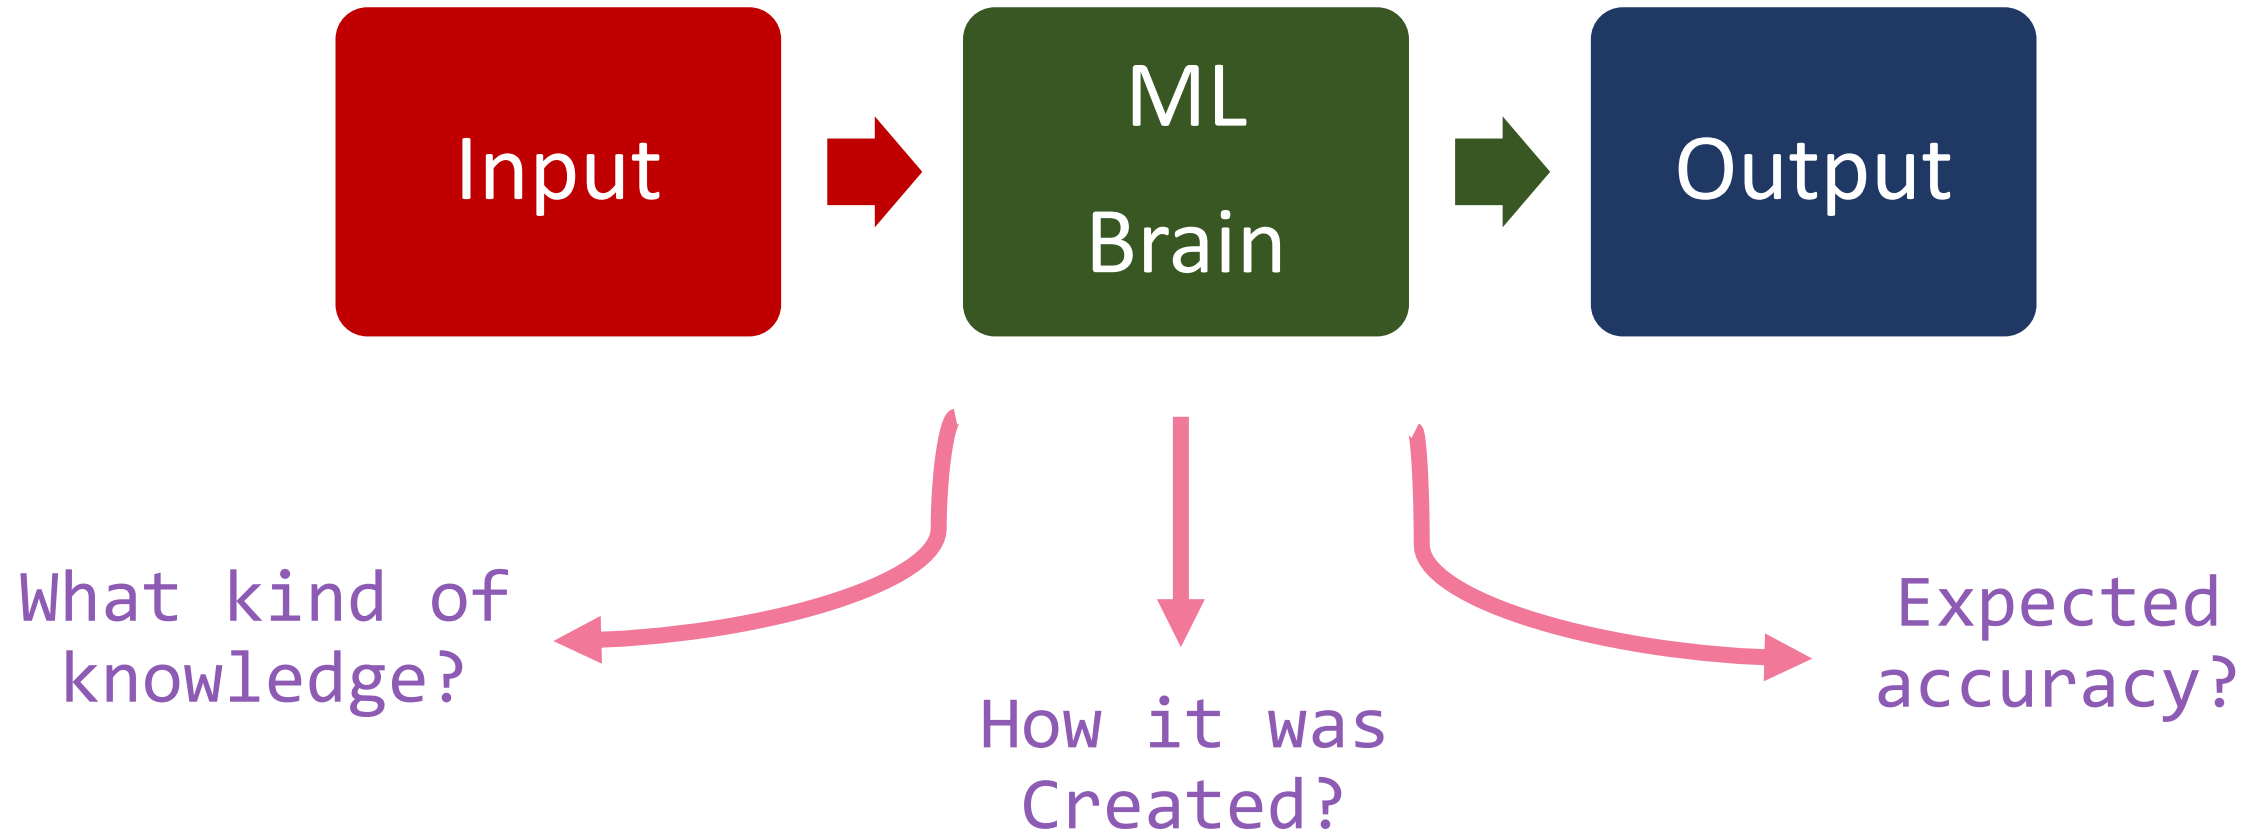 Input
ML
Brain
Output
What kind of
knowledge?
How it was
Created?
Expected
accuracy?